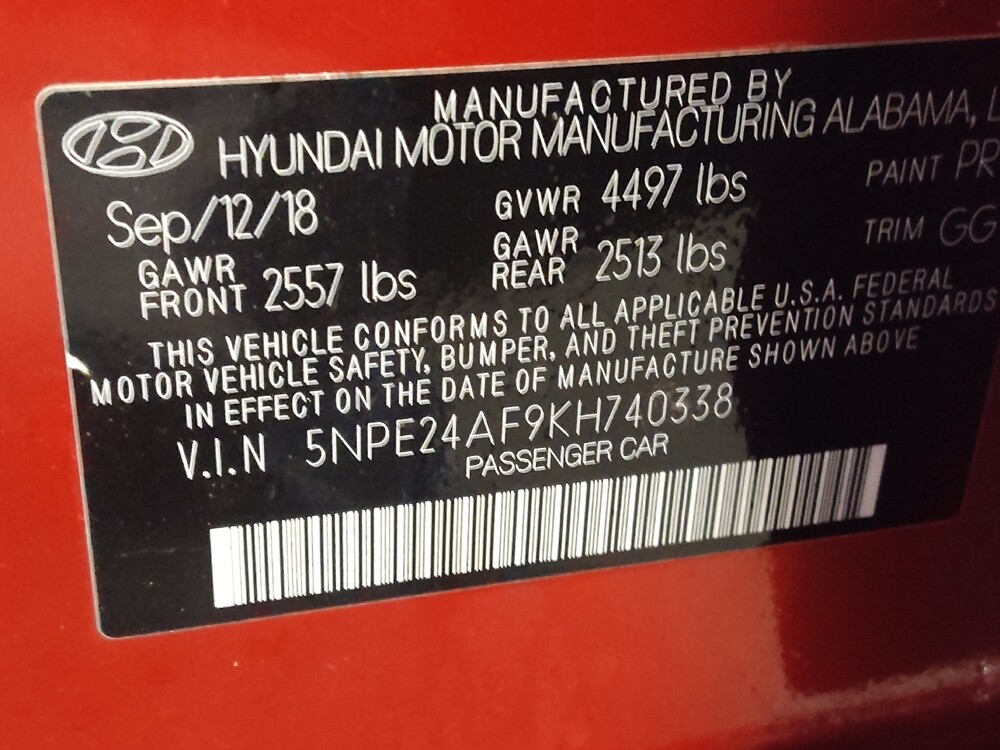 MANUFACTURED BY
HYUNDAI MOTOR MANUFACTURING ALABAMA,
Sep/12/18 GVWR 4497 lbs PAINT PR
GAWR FRONT 2557 lbs GAWR REAR 2513 lbs TRIM GG
THIS VEHICLE CONFORMS TO ALL APPLICABLE U.S.A. FEDERAL
MOTOR VEHICLE SAFETY, BUMPER, AND THEFT PREVENTION STANDARDS
IN EFFECT ON THE DATE OF MANUFACTURE SHOWN ABOVE
V.I.N 5NPE24AF9KH740338
PASSENGER CAR